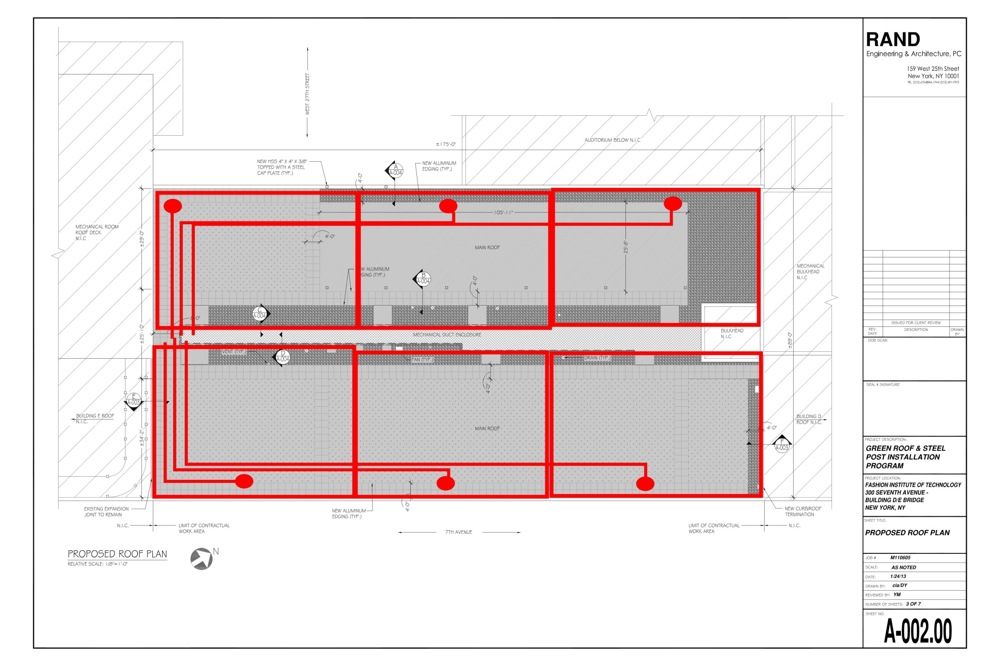 RAND
Engineering & Architecture, PC
159 West 25th Street
New York, NY 10001
TEL. (212) 675-8844 / FAX (212) 691-7972
WEST 27TH STREET
AUDITORIUM BELOW N.I.C
±175'-0"
NEW HSS 4" X 4" X 3/8"
TOPPED WITH A STEEL
CAP PLATE (TYP.)
A
A-004
NEW ALUMINUM
EDGING (TYP.)
4'-0"
105'-11"
MECHANICAL ROOM
ROOF DECK
N.I.C
±29'-0"
4'-0"
MAIN ROOF
25'-8"
W ALUMINUM
GING (TYP.)
B
A-004
4'-0"
MECHANICAL
BULKHEAD
N.I.C
C
A-004
6'-0"
±25'-10"
MECHANICAL DUCT ENCLOSURE
BULKHEAD
N.I.C
±89'-0"
VENT (TYP.)
D
A-004
FAN (TYP.)
DRAIN (TYP.)
4'-0"
E
A-003
BUILDING E ROOF
N.I.C.
±34'-2"
MAIN ROOF
BUILDING D
ROOF N.I.C.
4'-0"
F
A-003
EXISTING EXPANSION
JOINT TO REMAIN
NEW ALUMINUM
EDGING (TYP.)
4'-0"
NEW CURB/ROOF
TERMINATION
N.I.C.
LIMIT OF CONTRACTUAL
WORK AREA
7TH AVENUE
LIMIT OF CONTRACTUAL
WORK AREA
N.I.C.
PROPOSED ROOF PLAN
RELATIVE SCALE: 1/8"=1'-0"
N
ISSUED FOR CLIENT REVIEW
REV. DATE
DESCRIPTION
DRAWN BY
DOB SCAN
SEAL & SIGNATURE
PROJECT DESCRIPTION:
GREEN ROOF & STEEL
POST INSTALLATION
PROGRAM
PROJECT LOCATION:
FASHION INSTITUTE OF TECHNOLOGY
300 SEVENTH AVENUE -
BUILDING D/E BRIDGE
NEW YORK, NY
SHEET TITLE:
PROPOSED ROOF PLAN
JOB # M110605
SCALE: AS NOTED
DATE: 1/24/13
DRAWN BY: cia/DY
REVIEWED BY: YM
NUMBER OF SHEETS: 3 OF 7
SHEET NO.
A-002.00